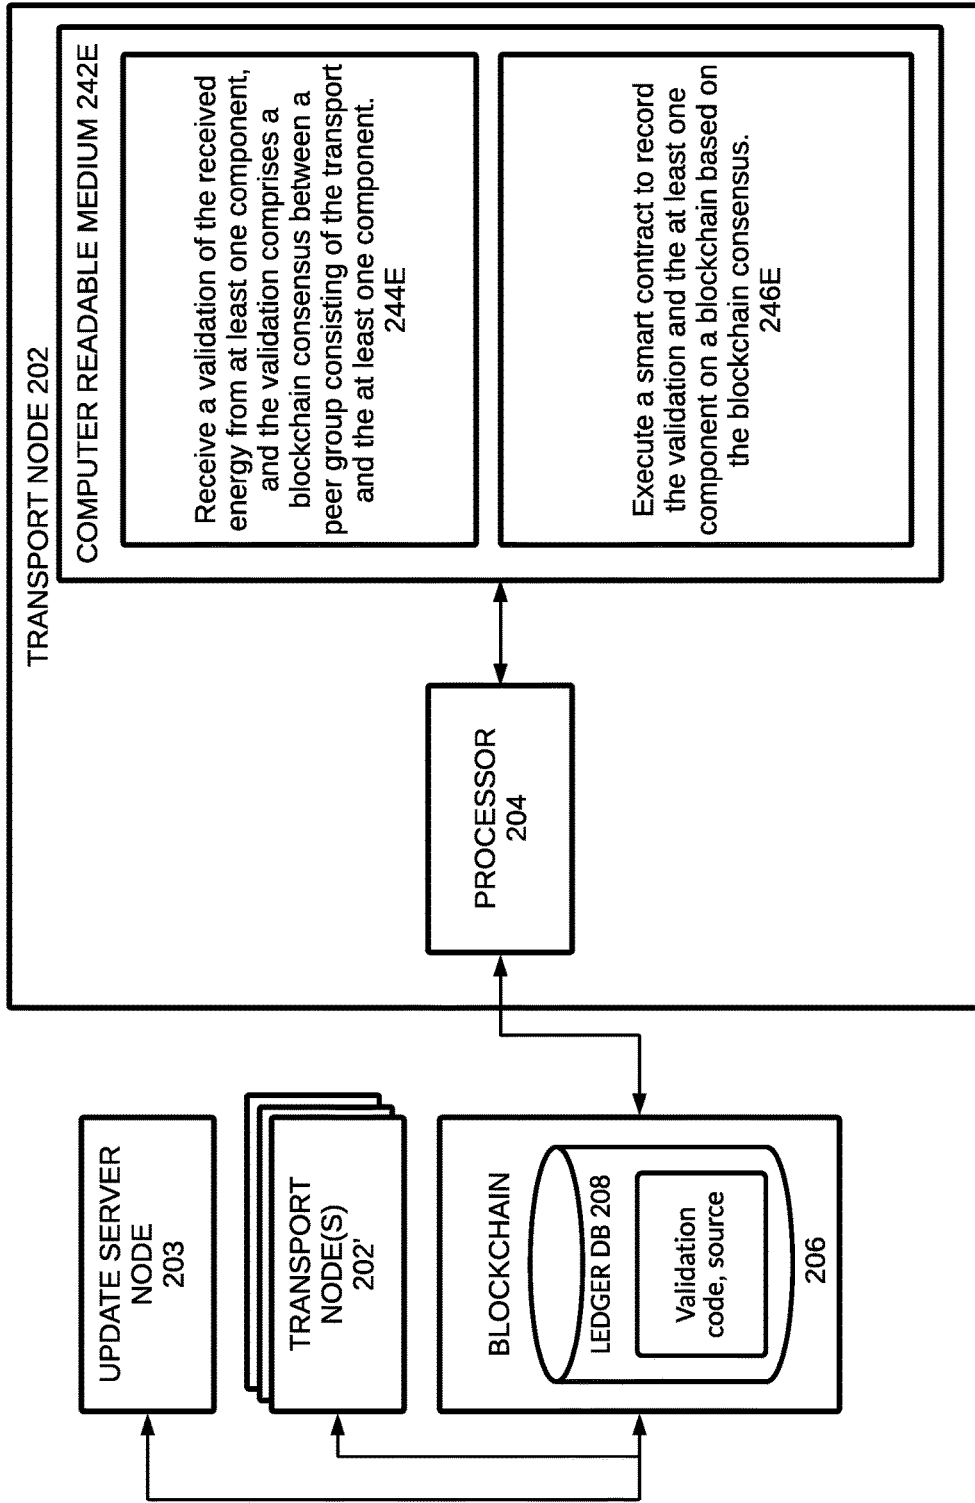 TRANSPORT NODE 202
COMPUTER READABLE MEDIUM 242E
Receive a validation of the received
energy from at least one component,
and the validation comprises a
blockchain consensus between a
peer group consisting of the transport
and the at least one component.
244E
Execute a smart contract to record
the validation and the at least one
component on a blockchain based on
the blockchain consensus.
246E
PROCESSOR
204
UPDATE SERVER
NODE
203
TRANSPORT
NODE(S)
202'
BLOCKCHAIN
LEDGER DB 208
Validation
code, source
206